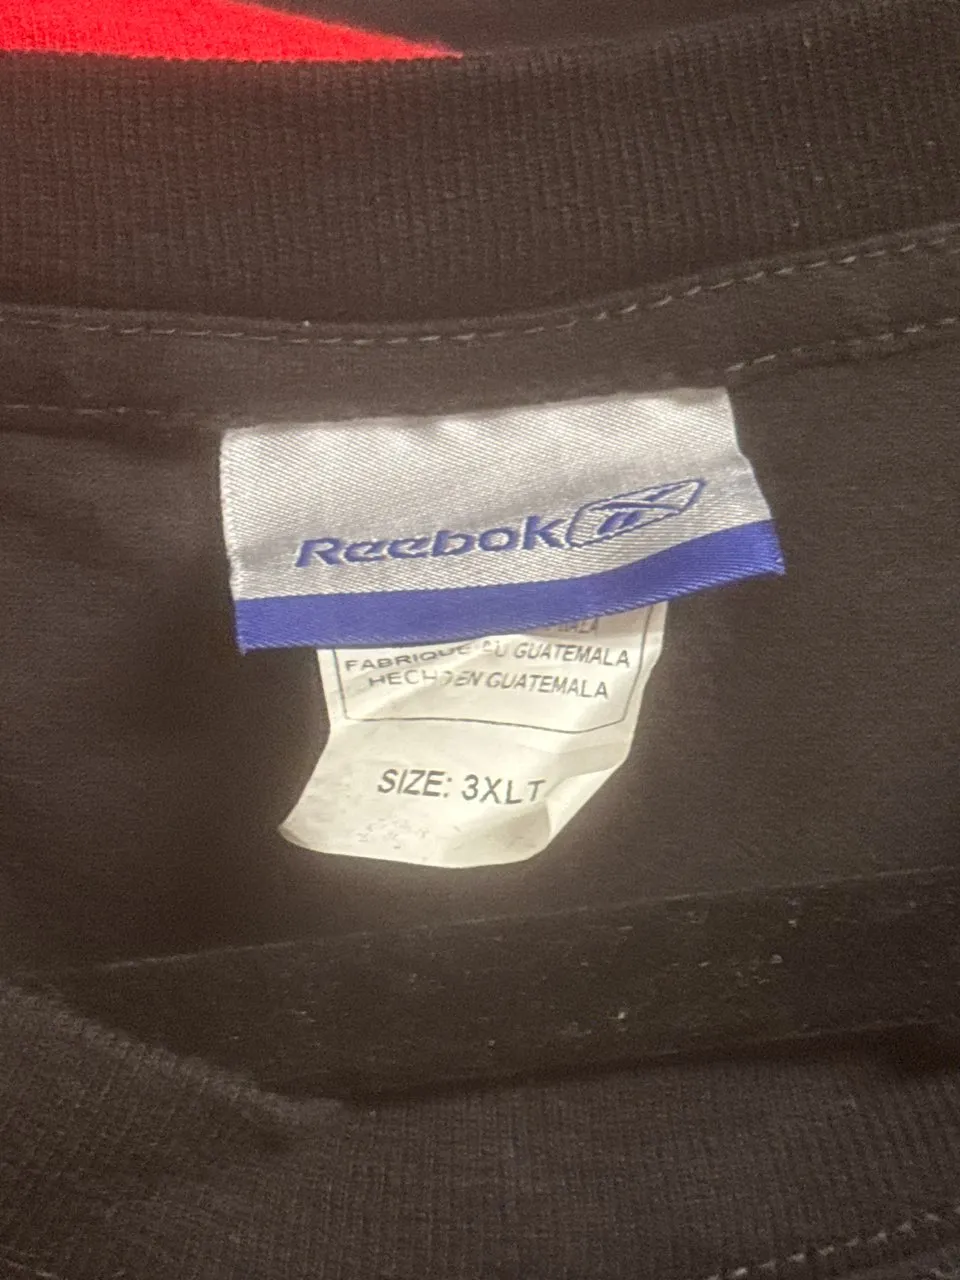 Reebok
FABRIQUE AU GUATEMALA
HECHO EN GUATEMALA
SIZE: 3XLT